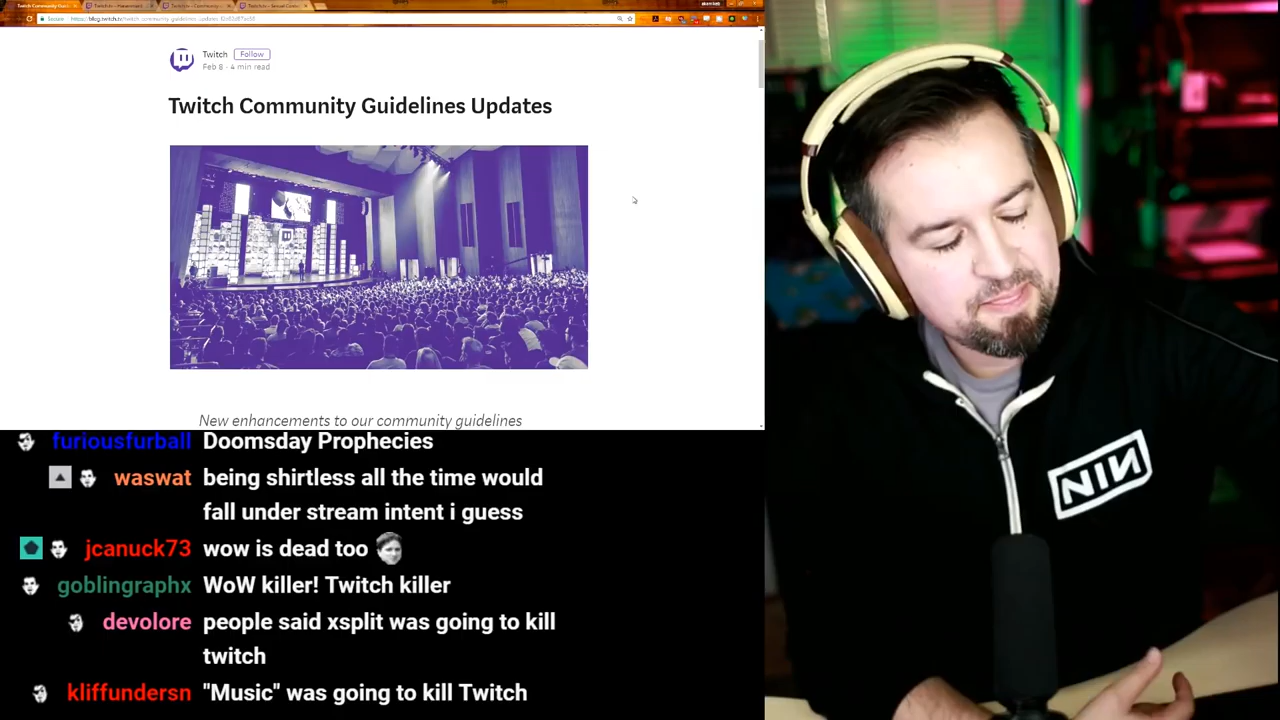 Twitch Community Guid
Twitch Follow
Feb 8 · 4 min read
Twitch Community Guidelines Updates
New enhancements to our community guidelines
furiousfurball Doomsday Prophecies
waswat being shirtless all the time would
fall under stream intent i guess
jcanuck73 wow is dead too
goblingraphx WoW killer! Twitch killer
devolore people said xsplit was going to kill
twitch
kliffundersn "Music" was going to kill Twitch
NIN